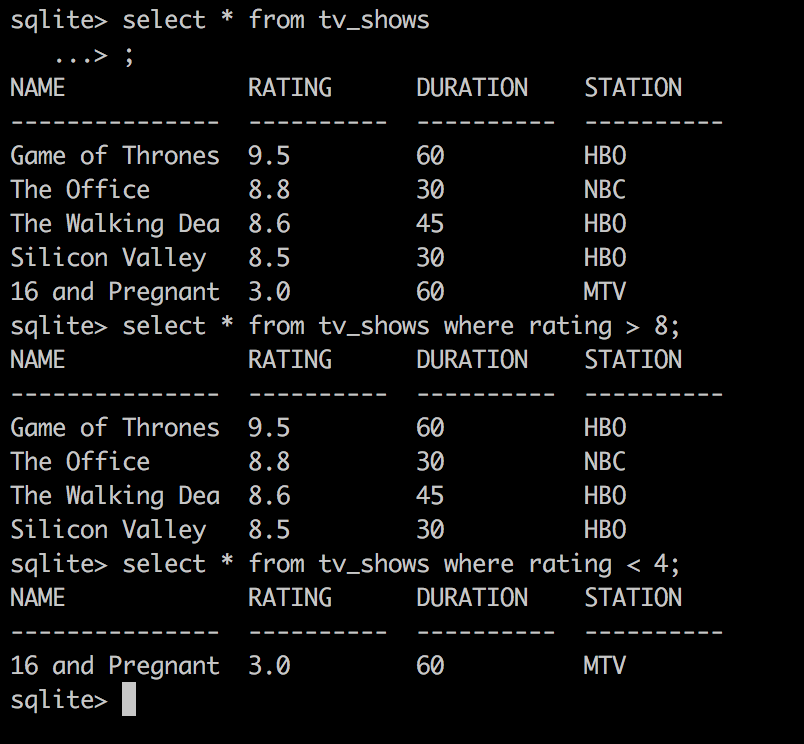 sqlite> select * from tv_shows
   ...> ;
NAME             RATING      DURATION    STATION
---------------  ----------  ----------  ----------
Game of Thrones  9.5         60          HBO
The Office       8.8         30          NBC
The Walking Dea  8.6         45          HBO
Silicon Valley   8.5         30          HBO
16 and Pregnant  3.0         60          MTV
sqlite> select * from tv_shows where rating > 8;
NAME             RATING      DURATION    STATION
---------------  ----------  ----------  ----------
Game of Thrones  9.5         60          HBO
The Office       8.8         30          NBC
The Walking Dea  8.6         45          HBO
Silicon Valley   8.5         30          HBO
sqlite> select * from tv_shows where rating < 4;
NAME             RATING      DURATION    STATION
---------------  ----------  ----------  ----------
16 and Pregnant  3.0         60          MTV
sqlite>